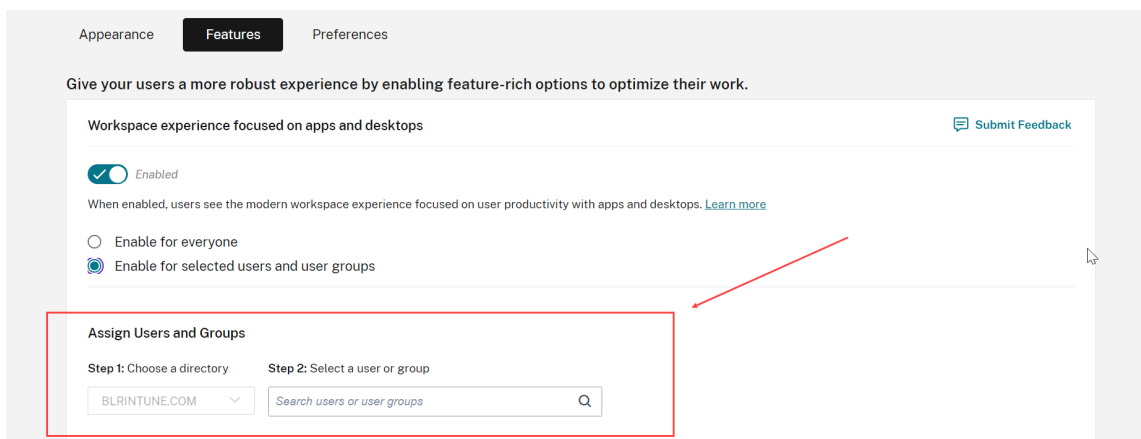 Appearance Features Preferences
Give your users a more robust experience by enabling feature-rich options to optimize their work.
Workspace experience focused on apps and desktops Submit Feedback
Enabled
When enabled, users see the modern workspace experience focused on user productivity with apps and desktops. Learn more
Enable for everyone
Enable for selected users and user groups
Assign Users and Groups
Step 1: Choose a directory Step 2: Select a user or group
BLRINTUNE.COM Search users or user groups